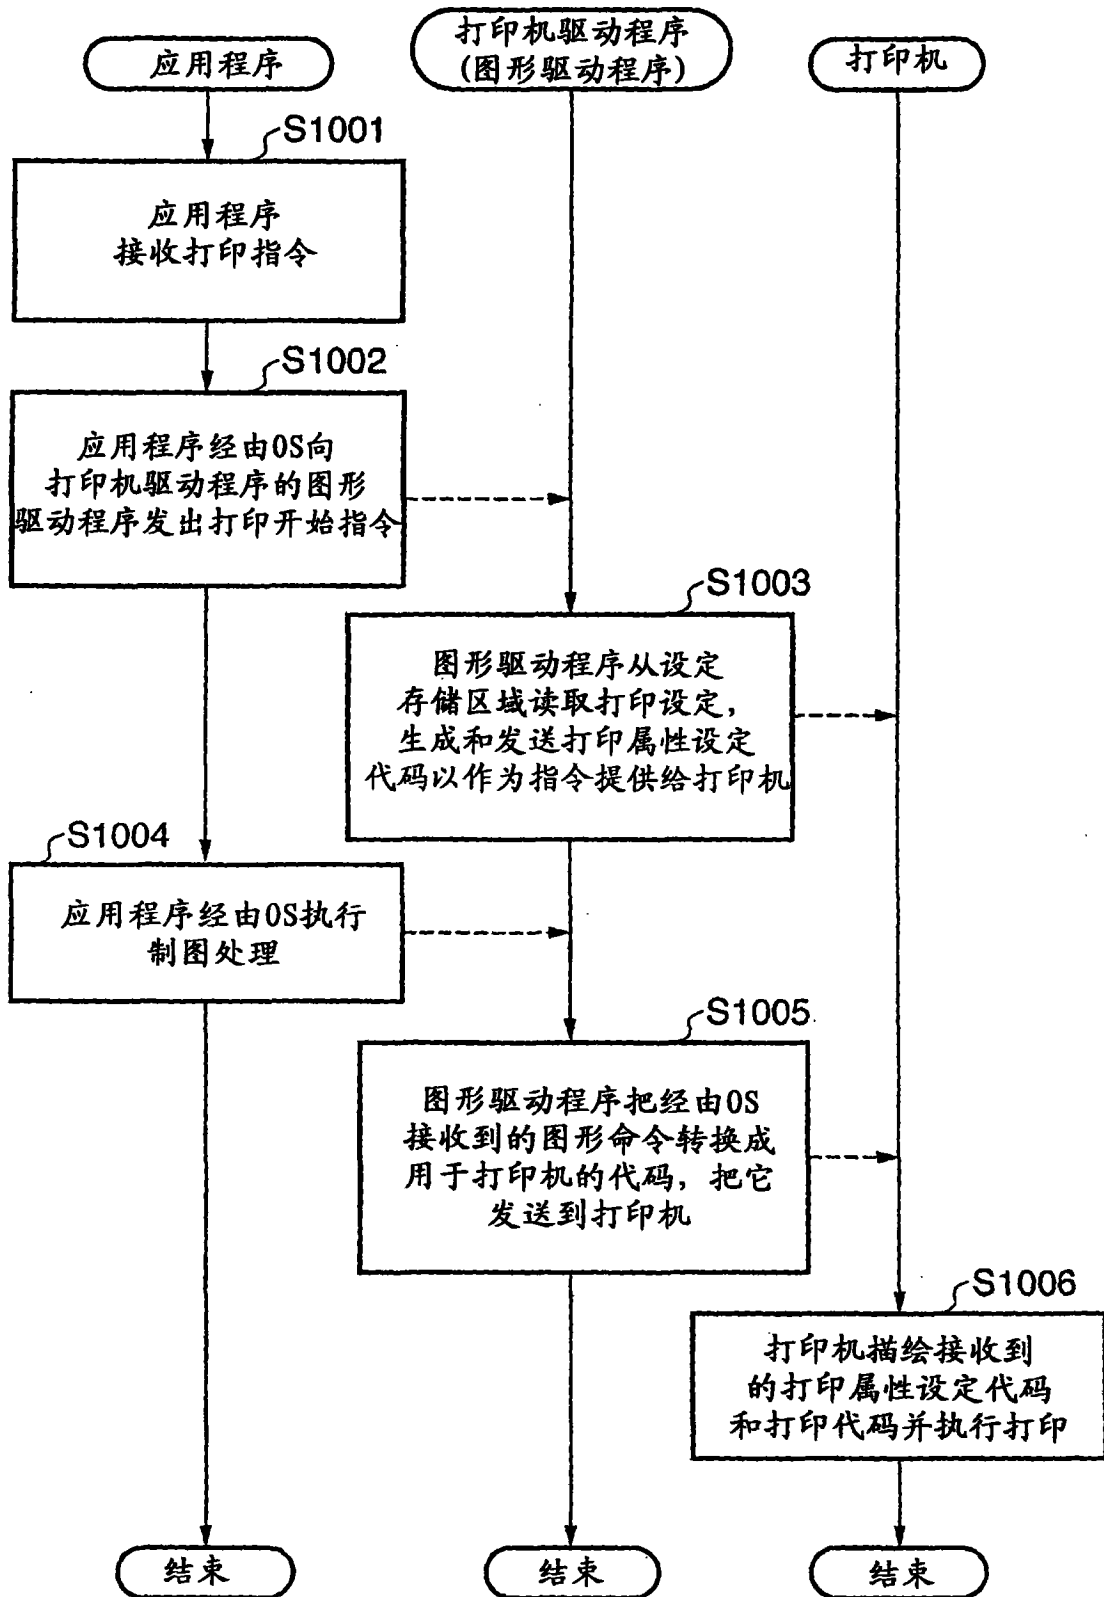 应用程序
打印机驱动程序
(图形驱动程序)
打印机
S1001
应用程序
接收打印指令
S1002
应用程序经由OS向
打印机驱动程序的图形
驱动程序发出打印开始指令
S1003
图形驱动程序从设定
存储区域读取打印设定，
生成和发送打印属性设定
代码以作为指令提供给打印机
S1004
应用程序经由OS执行
制图处理
S1005
图形驱动程序把经由OS
接收到的图形命令转换成
用于打印机的代码，把它
发送到打印机
S1006
打印机描绘接收到
的打印属性设定代码
和打印代码并执行打印
结束
结束
结束